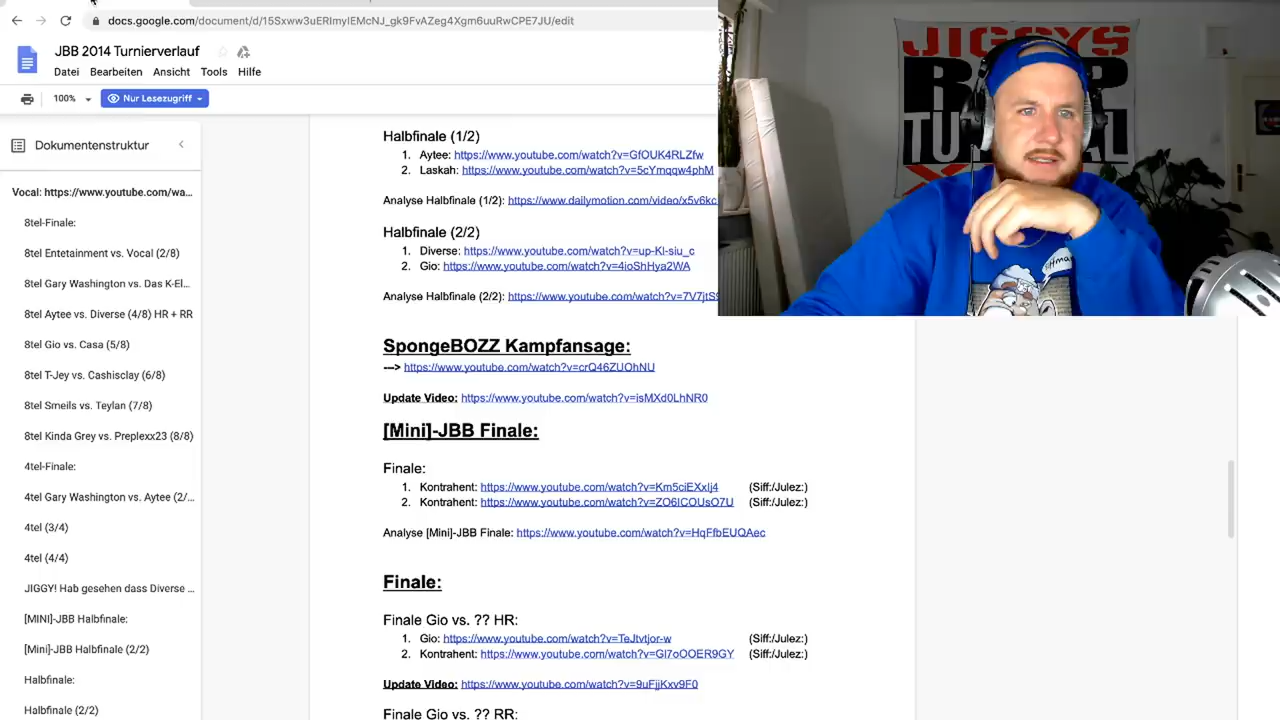 docs.google.com/document/d/15Sxww3uERImyIEMcNJ_gk9FvAZeg4Xgm6uuRwCPE7JU/edit
JBB 2014 Turnierverlauf
Datei Bearbeiten Ansicht Tools Hilfe
100% Nur Lesezugriff
Dokumentenstruktur
Vocal: https://www.youtube.com/wa...
8tel-Finale:
8tel Entetainment vs. Vocal (2/8)
8tel Gary Washington vs. Das K-El...
8tel Aytee vs. Diverse (4/8) HR + RR
8tel Gio vs. Casa (5/8)
8tel T-Jey vs. Cashisclay (6/8)
8tel Smeils vs. Teylan (7/8)
8tel Kinda Grey vs. Preplexx23 (8/8)
4tel-Finale:
4tel Gary Washington vs. Aytee (2/...
4tel (3/4)
4tel (4/4)
JIGGY! Hab gesehen dass Diverse ...
[MINI]-JBB Halbfinale:
[Mini]-JBB Halbfinale (2/2)
Halbfinale:
Halbfinale (2/2)
Halbfinale (1/2)
1. Aytee: https://www.youtube.com/watch?v=GfOUK4RLZfw
2. Laskah: https://www.youtube.com/watch?v=5cYmqqw4phM
Analyse Halbfinale (1/2): https://www.dailymotion.com/video/x5v6kc
Halbfinale (2/2)
1. Diverse: https://www.youtube.com/watch?v=up-Kl-siu_c
2. Gio: https://www.youtube.com/watch?v=4ioShHya2WA
Analyse Halbfinale (2/2): https://www.youtube.com/watch?v=7V7jtS
SpongeBOZZ Kampfansage:
---> https://www.youtube.com/watch?v=crQ46ZUOhNU
Update Video: https://www.youtube.com/watch?v=isMXd0LhNR0
[Mini]-JBB Finale:
Finale:
1. Kontrahent: https://www.youtube.com/watch?v=Km5ciEXxIj4 (Siff:/Julez:)
2. Kontrahent: https://www.youtube.com/watch?v=ZO6ICOUsO7U (Siff:/Julez:)
Analyse [Mini]-JBB Finale: https://www.youtube.com/watch?v=HqFfbEUQAec
Finale:
Finale Gio vs. ?? HR:
1. Gio: https://www.youtube.com/watch?v=TeJtvtjor-w (Siff:/Julez:)
2. Kontrahent: https://www.youtube.com/watch?v=Gl7oOOER9GY (Siff:/Julez:)
Update Video: https://www.youtube.com/watch?v=9uFjjKxv9F0
Finale Gio vs. ?? RR:
JIGGYS